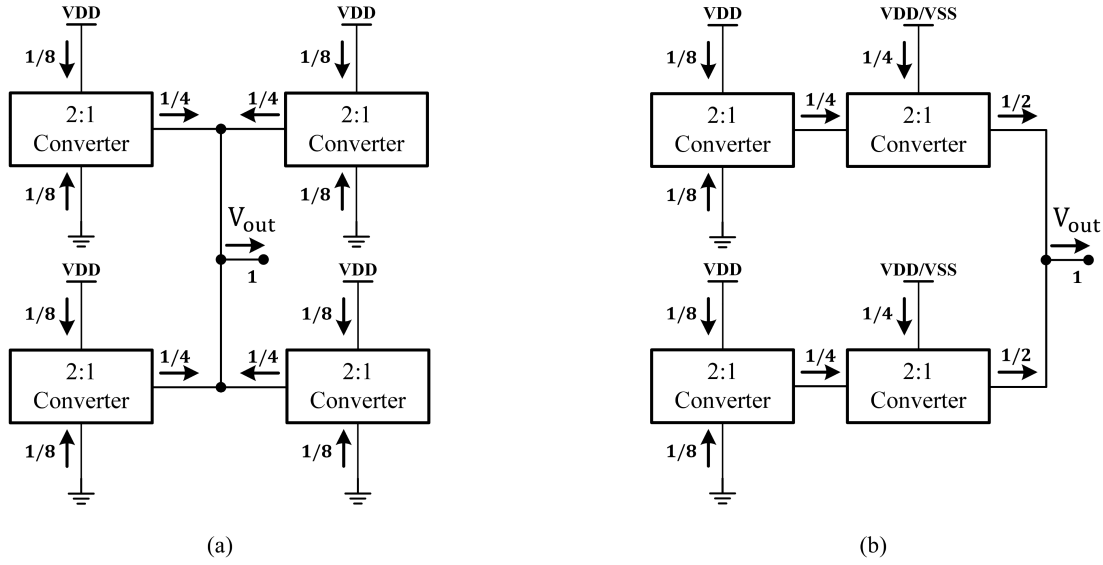 VDD VDD VDD VDD/VSS
1/8 1/8 1/8 1/4
2:1 Converter 1/4 1/4 2:1 Converter 2:1 Converter 1/4 2:1 Converter 1/2
1/8 1/8 1/8
Vout Vout
1 1
VDD VDD VDD VDD/VSS
1/8 1/8 1/8 1/4
2:1 Converter 1/4 1/4 2:1 Converter 2:1 Converter 1/4 2:1 Converter 1/2
1/8 1/8 1/8
(a) (b)